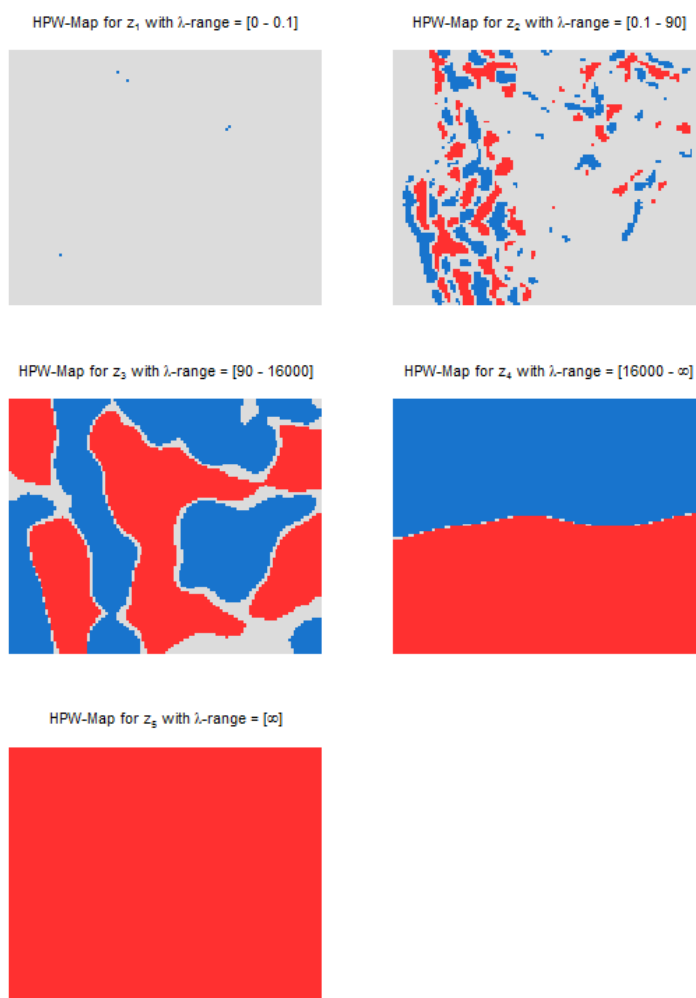 HPW-Map for z₁ with λ-range = [0 - 0.1]
HPW-Map for z₂ with λ-range = [0.1 - 90]
HPW-Map for z₃ with λ-range = [90 - 16000]
HPW-Map for z₄ with λ-range = [16000 - ∞]
HPW-Map for z₅ with λ-range = [∞]